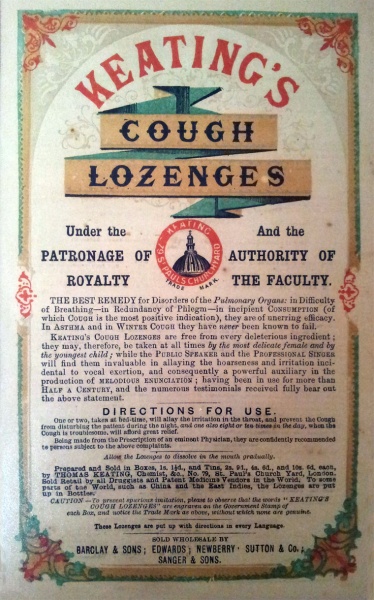 KEATING'S
COUGH
LOZENGES
Under the And the
PATRONAGE OF AUTHORITY OF
ROYALTY THE FACULTY.
KEATING
79 ST PAULS CHURCHYARD
TRADE MARK
THE BEST REMEDY for Disorders of the Pulmonary Organs: in Difficulty
of Breathing—in Redundancy of Phlegm—in incipient CONSUMPTION (of
which COUGH is the most positive indication), they are of unerring efficacy.
In ASTHMA and in WINTER COUGH they have never been known to fail.
KEATING'S COUGH LOZENGES are free from every deleterious ingredient;
they may, therefore, be taken at all times by the most delicate female and by
the youngest child; while the PUBLIC SPEAKER and the PROFESSIONAL SINGER
will find them invaluable in allaying the hoarseness and irritation inci-
dental to vocal exertion, and consequently a powerful auxiliary in the
production of MELODIOUS ENUNCIATION; having been in use for more than
HALF A CENTURY, and the numerous testimonials received fully bear out
the above statement.
DIRECTIONS FOR USE.
One or two, taken at bed-time, will allay the irritation in the throat, and prevent the Cough
from disturbing the patient during the night, and one also eight or ten times in the day, when the
Cough is troublesome, will afford great relief.
Being made from the Prescription of an eminent Physician, they are confidently recommended
to persons subject to the above complaints.
Allow the Lozenges to dissolve in the mouth gradually.
Prepared and Sold in Boxes, 1s. 1½d., and Tins, 2s. 9d., 4s. 6d., and 10s. 6d. each,
by THOMAS KEATING, Chemist, &c., No. 79, St. Paul's Church Yard, London.
Sold Retail by all Druggists and Patent Medicine Vendors in the World. To some
parts of the World, such as China and the East Indies, the Lozenges are put
up in Bottles.
CAUTION.—To prevent spurious imitation, please to observe that the words "KEATING'S
COUGH LOZENGES" are engraven on the Government Stamp of
each Box, and notice the Trade Mark as above, without which none are genuine.
These Lozenges are put up with directions in every Language.
SOLD WHOLESALE BY
BARCLAY & SONS; EDWARDS; NEWBERY SUTTON & Co.;
SANGER & SONS.